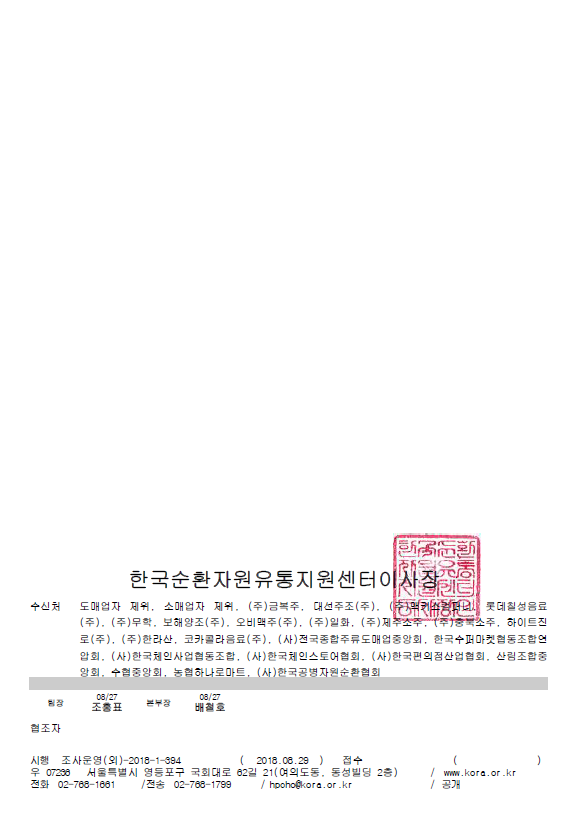 한국순환자원유통지원센터이사장
수신처 도매업자 제위, 소매업자 제위, (주)금복주, 대선주조(주), (주)맥키스컴퍼니, 롯데칠성음료
(주), (주)무학, 보해양조(주), 오비맥주(주), (주)일화, (주)제주소주, (주)충북소주, 하이트진
로(주), (주)한라산, 코카콜라음료(주), (사)전국종합주류도매업중앙회, 한국수퍼마켓협동조합연
합회, (사)한국체인사업협동조합, (사)한국체인스토어협회, (사)한국편의점산업협회, 산림조합중
앙회, 수협중앙회, 농협하나로마트, (사)한국공병자원순환협회
08/27 08/27
팀장 조홍표 본부장 배철호
협조자
시행 조사운영(외)-2018-1-394 ( 2018.08.29 ) 접수 ( )
우 07236 서울특별시 영등포구 국회대로 62길 21(여의도동, 동성빌딩 2층) / www.kora.or.kr
전화 02-768-1661 /전송 02-768-1799 / hpoho@kora.or.kr / 공개